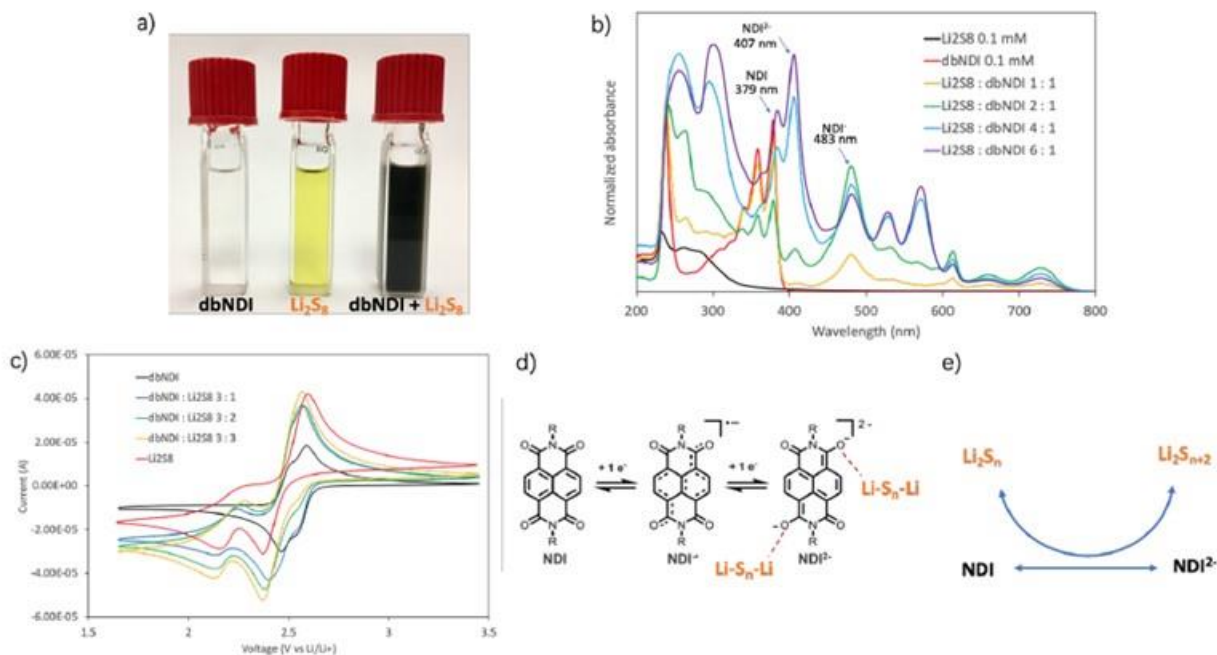 a)
dbNDI
Li2S8
dbNDI + Li2S8
b)
Normalized absorbance
NDI2-
407 nm
NDI
379 nm
NDI-
483 nm
Li2S8 0.1 mM
dbNDI 0.1 mM
Li2S8 : dbNDI 1 : 1
Li2S8 : dbNDI 2 : 1
Li2S8 : dbNDI 4 : 1
Li2S8 : dbNDI 6 : 1
200 300 400 500 600 700 800
Wavelength (nm)
c)
Current (A)
6.00E-05
4.00E-05
2.00E-05
0.00E+00
-2.00E-05
-4.00E-05
-6.00E-05
dbNDI
dbNDI : Li2S8 3 : 1
dbNDI : Li2S8 3 : 2
dbNDI : Li2S8 3 : 3
Li2S8
1.5 2 2.5 3 3.5
Voltage (V vs Li/Li+)
d)
R
O N O
O N O
R
NDI
+ 1 e-
R
O N O
O N O
R
•−
NDI-•
+ 1 e-
R
O N O-
-O N O
R
2 -
NDI2-
Li-Sn-Li
Li-Sn-Li
e)
Li2Sn
Li2Sn+2
NDI
NDI2-